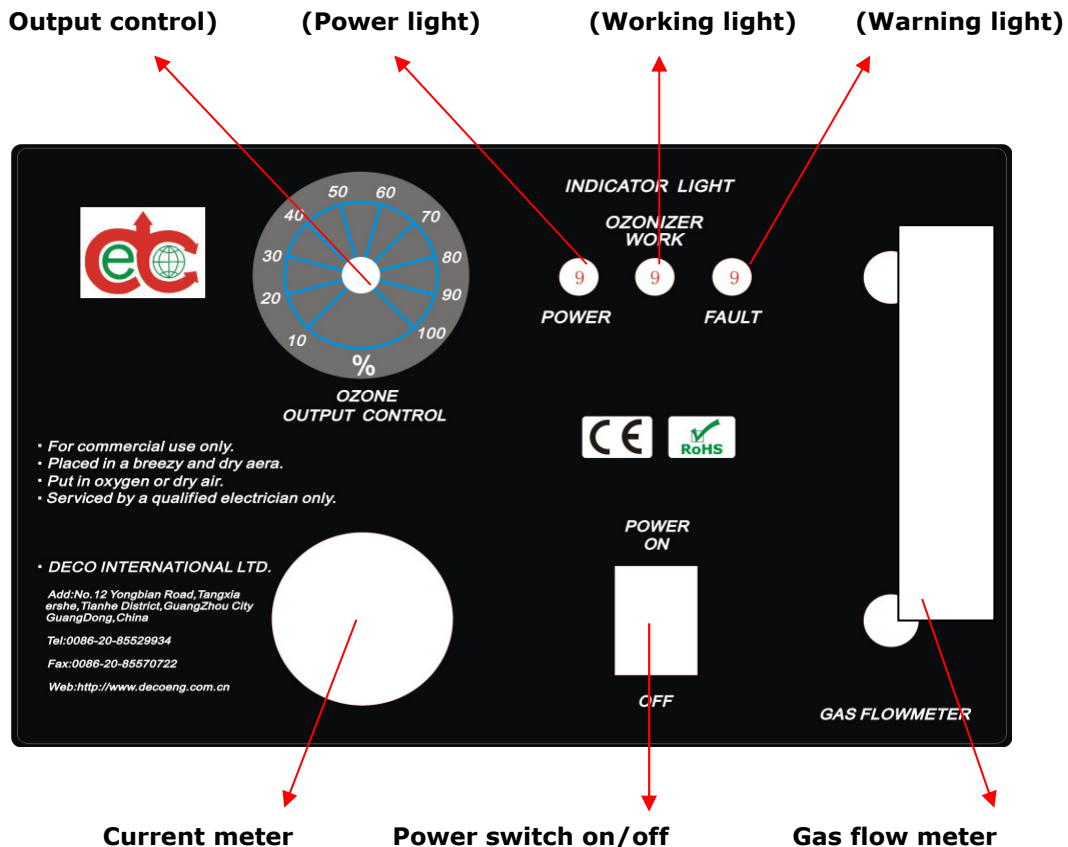 Output control)
(Power light)
(Working light)
(Warning light)
50
60
40
70
30
80
20
90
10
100
%
OZONE
OUTPUT CONTROL
INDICATOR LIGHT
OZONIZER
WORK
9
9
9
POWER
FAULT
ec
CE
RoHS
· For commercial use only.
· Placed in a breezy and dry aera.
· Put in oxygen or dry air.
· Serviced by a qualified electrician only.
· DECO INTERNATIONAL LTD.
Add:No.12 Yongbian Road,Tangxia
ershe,Tianhe District,GuangZhou City
GuangDong,China
Tel:0086-20-85529934
Fax:0086-20-85570722
Web:http://www.decoeng.com.cn
POWER
ON
OFF
GAS FLOWMETER
Current meter
Power switch on/off
Gas flow meter